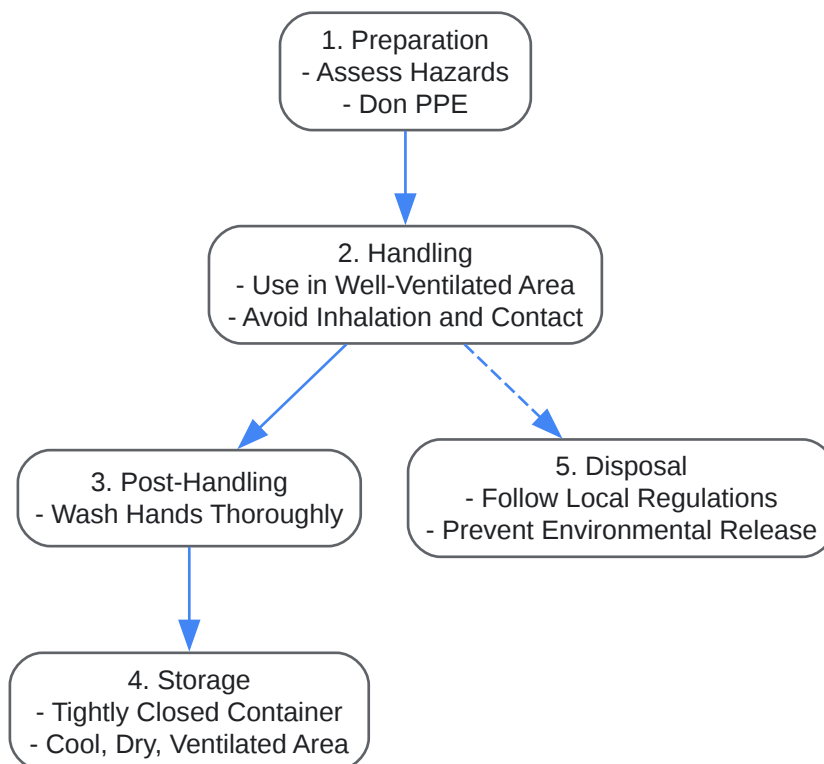 1. Preparation
- Assess Hazards
- Don PPE
2. Handling
- Use in Well-Ventilated Area
- Avoid Inhalation and Contact
3. Post-Handling
- Wash Hands Thoroughly
5. Disposal
- Follow Local Regulations
- Prevent Environmental Release
4. Storage
- Tightly Closed Container
- Cool, Dry, Ventilated Area